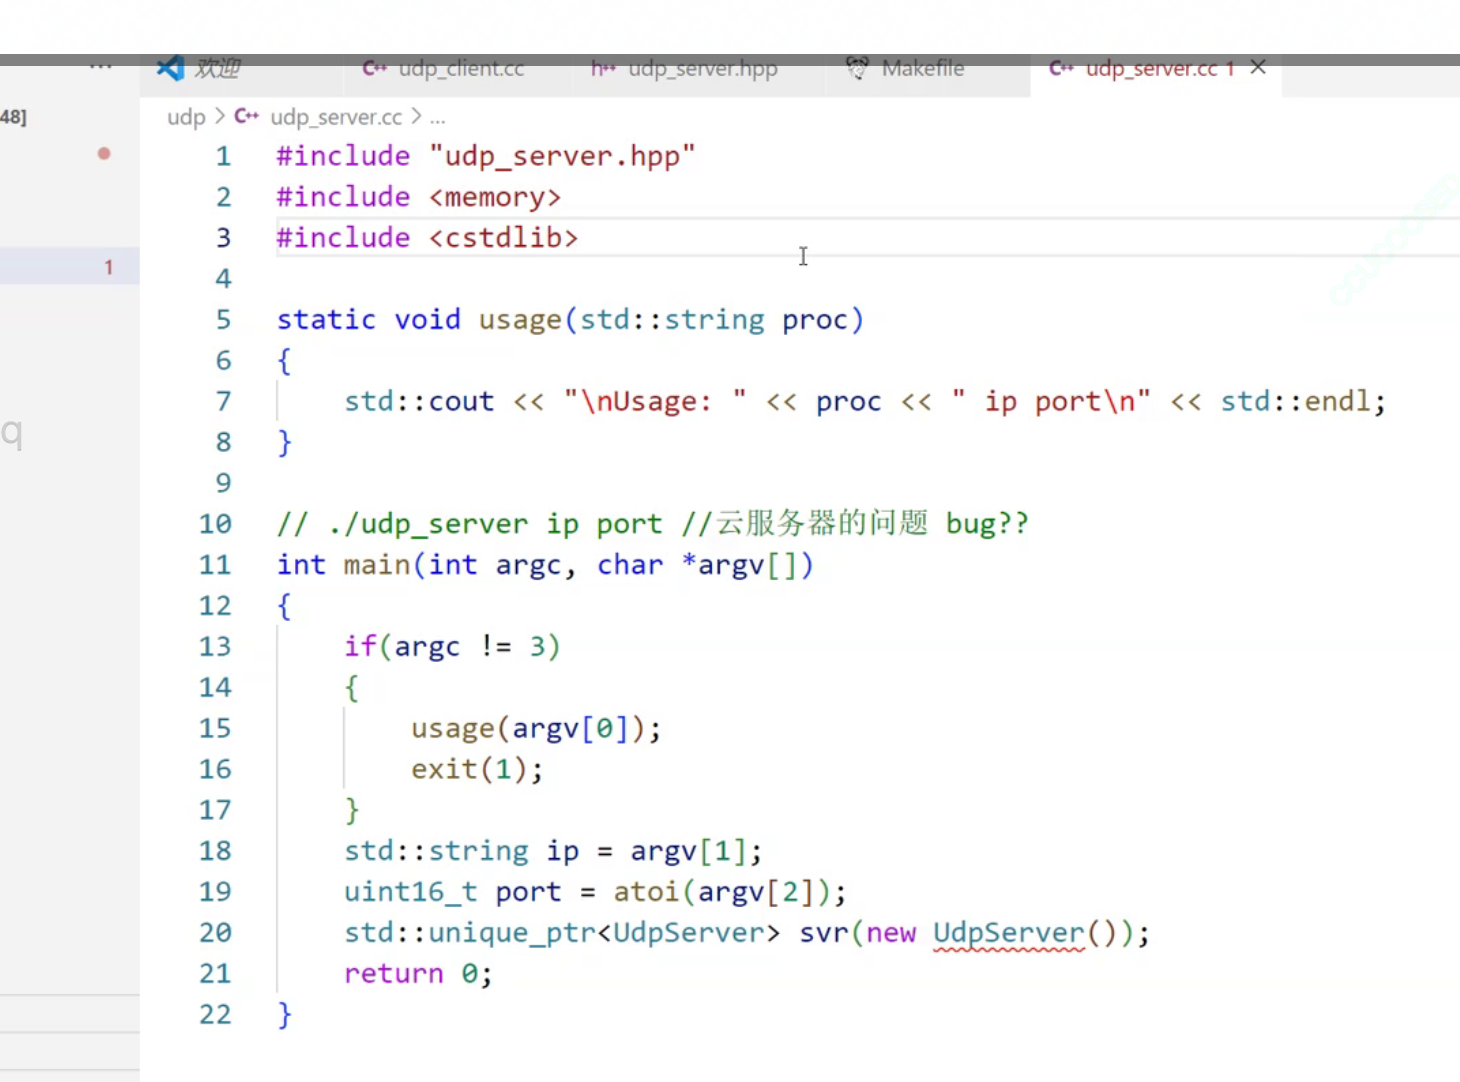 欢迎 C++ udp_client.cc h++ udp_server.hpp Makefile C++ udp_server.cc 1
48]
udp > C++ udp_server.cc > ...
1 #include "udp_server.hpp"
2 #include <memory>
3 #include <cstdlib>
4
1
5 static void usage(std::string proc)
6 {
7 std::cout << "\nUsage: " << proc << " ip port\n" << std::endl;
q
8 }
9
10 // ./udp_server ip port //云服务器的问题 bug??
11 int main(int argc, char *argv[])
12 {
13 if(argc != 3)
14 {
15 usage(argv[0]);
16 exit(1);
17 }
18 std::string ip = argv[1];
19 uint16_t port = atoi(argv[2]);
20 std::unique_ptr<UdpServer> svr(new UdpServer());
21 return 0;
22 }